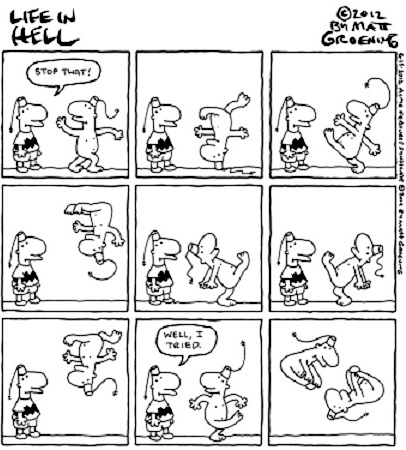 LIFE IN
HELL
©2012
BY MATT
GROENING
STOP THAT!
WELL, I
TRIED.